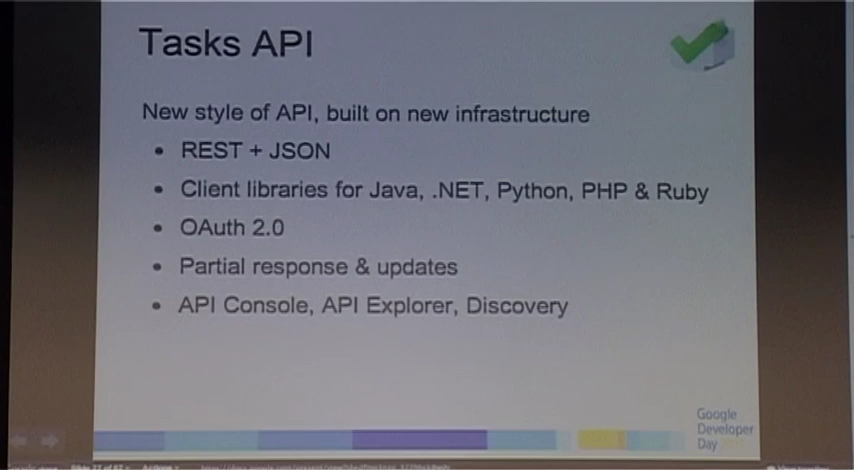 Tasks API
New style of API, built on new infrastructure
• REST + JSON
• Client libraries for Java, .NET, Python, PHP & Ruby
• OAuth 2.0
• Partial response & updates
• API Console, API Explorer, Discovery
Google
Developer
Day
Actions